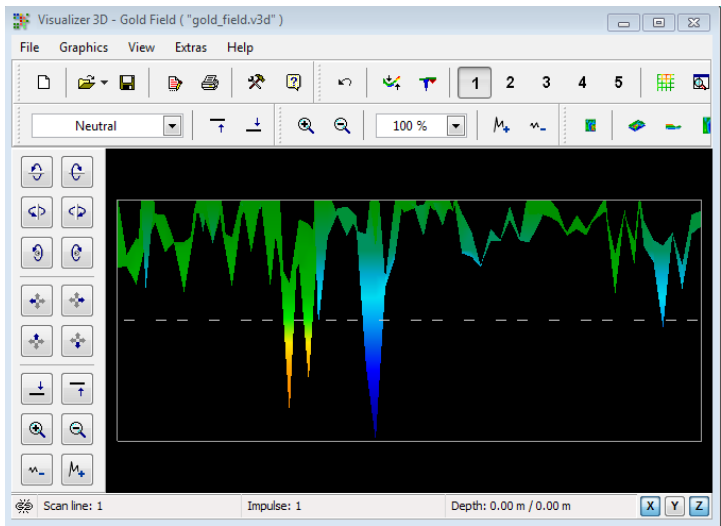 Visualizer 3D - Gold Field ( "gold_field.v3d" )
File Graphics View Extras Help
1 2 3 4 5
Neutral 100 %
Scan line: 1 Impulse: 1 Depth: 0.00 m / 0.00 m X Y Z